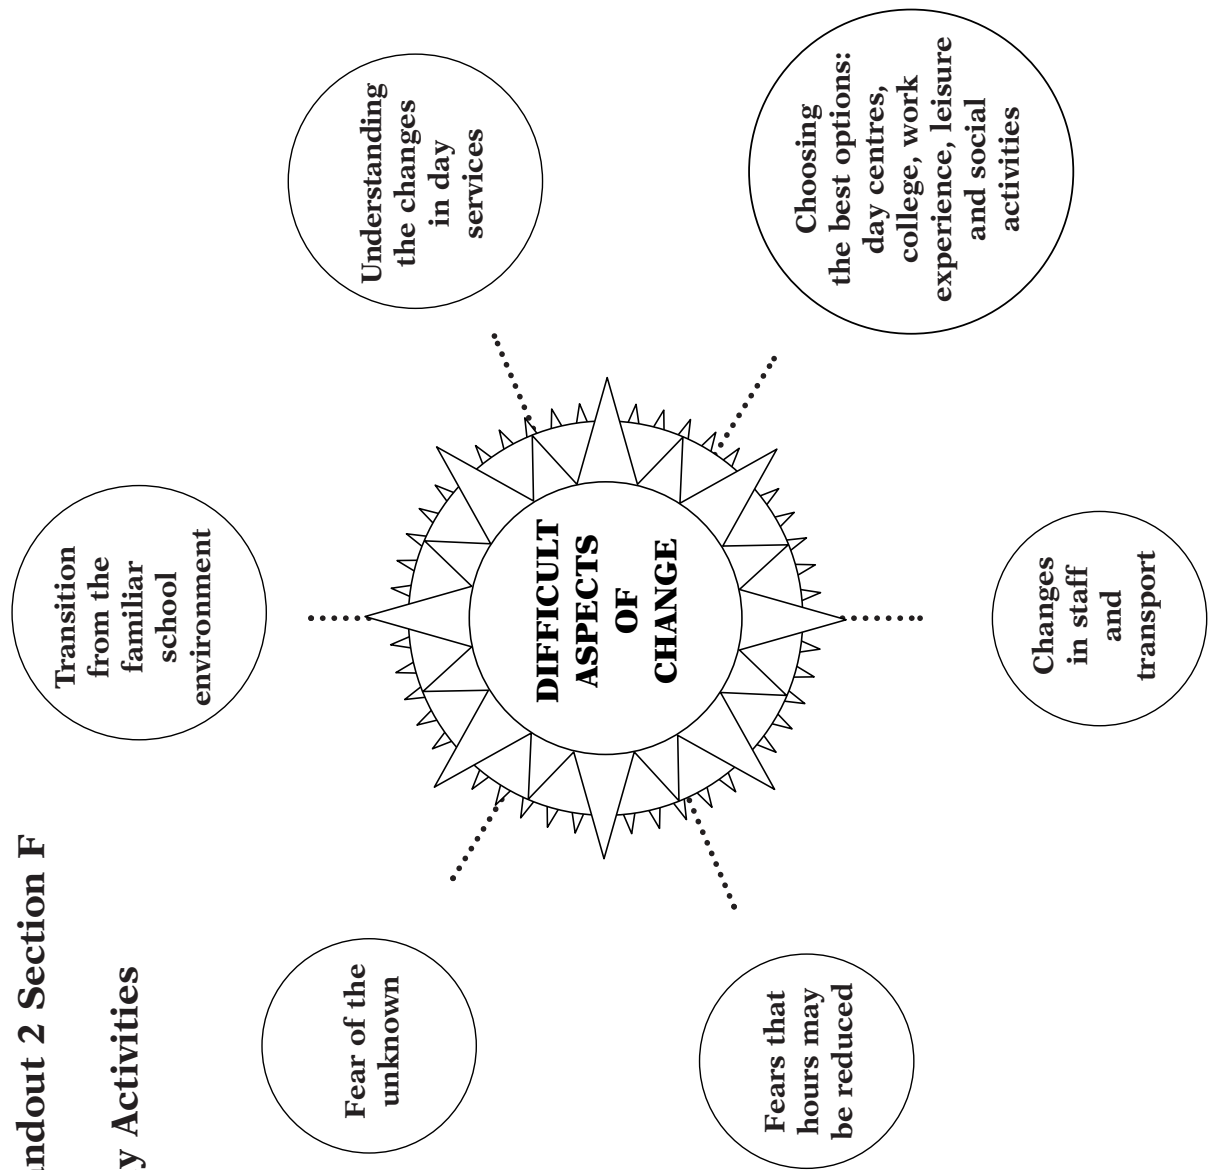 andout 2 Section F
y Activities
Transition
from the
familiar
school
environment
Fear of the
unknown
Understanding
the changes
in day
services
DIFFICULT
ASPECTS
OF
CHANGE
Fears that
hours may
be reduced
Choosing
the best options:
day centres,
college, work
experience, leisure
and social
activities
Changes
in staff
and
transport